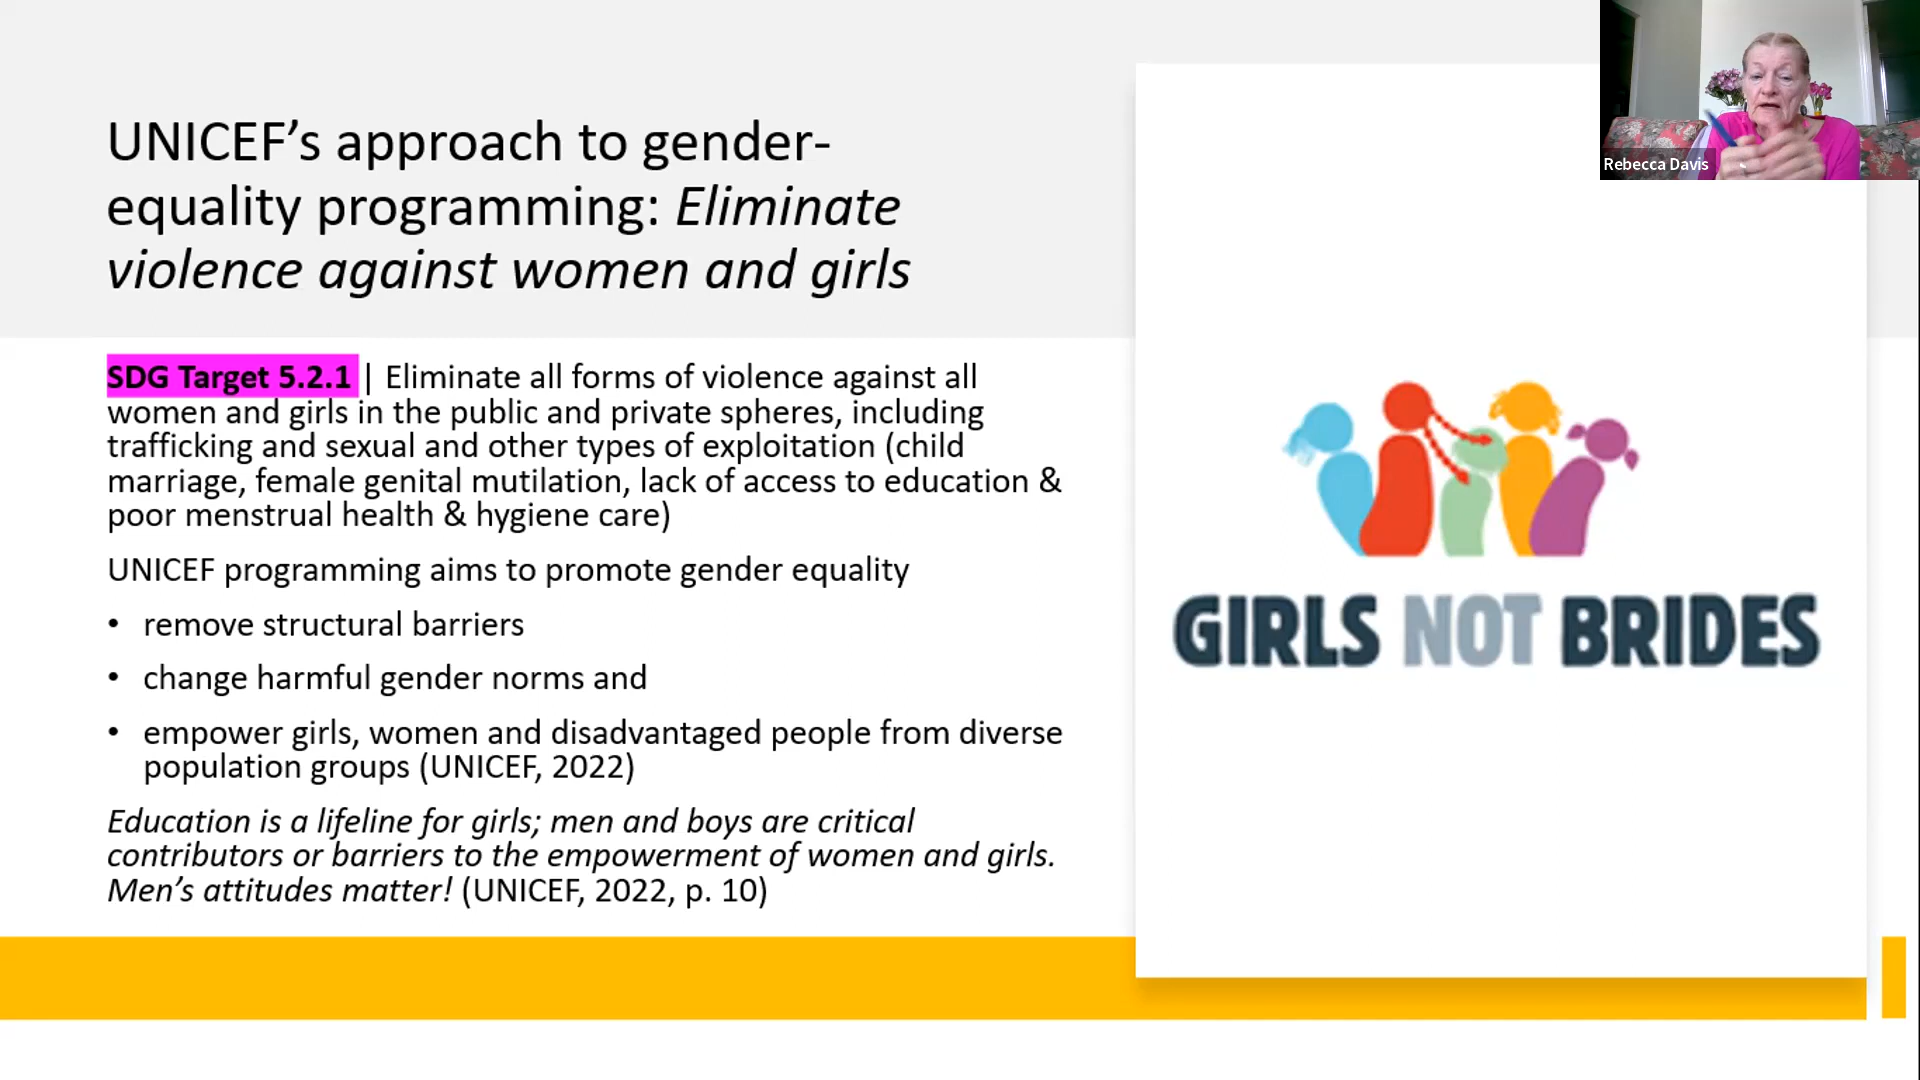 UNICEF’s approach to gender-
equality programming: Eliminate
violence against women and girls
Rebecca Davis
SDG Target 5.2.1 | Eliminate all forms of violence against all
women and girls in the public and private spheres, including
trafficking and sexual and other types of exploitation (child
marriage, female genital mutilation, lack of access to education &
poor menstrual health & hygiene care)
UNICEF programming aims to promote gender equality
• remove structural barriers
• change harmful gender norms and
• empower girls, women and disadvantaged people from diverse
population groups (UNICEF, 2022)
Education is a lifeline for girls; men and boys are critical
contributors or barriers to the empowerment of women and girls.
Men’s attitudes matter! (UNICEF, 2022, p. 10)
GIRLS NOT BRIDES